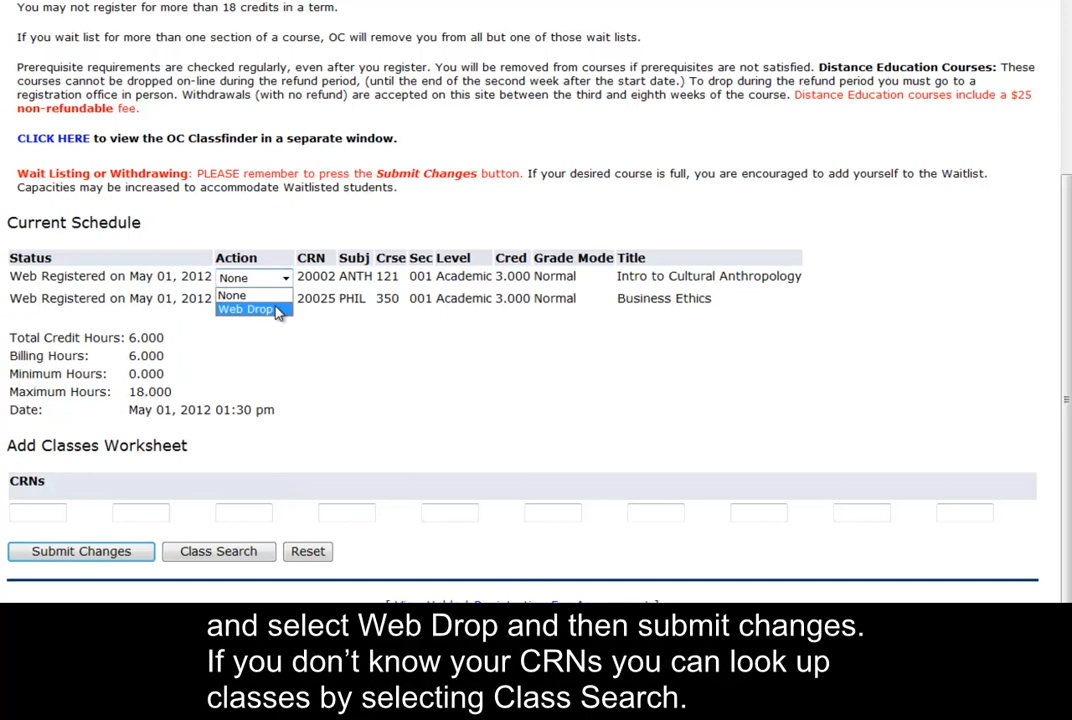 You may not register for more than 18 credits in a term.
If you wait list for more than one section of a course, OC will remove you from all but one of those wait lists.
Prerequisite requirements are checked regularly, even after you register. You will be removed from courses if prerequisites are not satisfied. Distance Education Courses: These
courses cannot be dropped on-line during the refund period, (until the end of the second week after the start date.) To drop during the refund period you must go to a
registration office in person. Withdrawals (with no refund) are accepted on this site between the third and eighth weeks of the course. Distance Education courses include a $25
non-refundable fee.
CLICK HERE to view the OC Classfinder in a separate window.
Wait Listing or Withdrawing: PLEASE remember to press the Submit Changes button. If your desired course is full, you are encouraged to add yourself to the Waitlist.
Capacities may be increased to accommodate Waitlisted students.
Current Schedule
Status Action CRN Subj Crse Sec Level Cred Grade Mode Title
Web Registered on May 01, 2012 None 20002 ANTH 121 001 Academic 3.000 Normal Intro to Cultural Anthropology
None
Web Registered on May 01, 2012 20025 PHIL 350 001 Academic 3.000 Normal Business Ethics
Web Drop
Total Credit Hours: 6.000
Billing Hours: 6.000
Minimum Hours: 0.000
Maximum Hours: 18.000
Date: May 01, 2012 01:30 pm
Add Classes Worksheet
CRNs
Submit Changes Class Search Reset
and select Web Drop and then submit changes.
If you don't know your CRNs you can look up
classes by selecting Class Search.